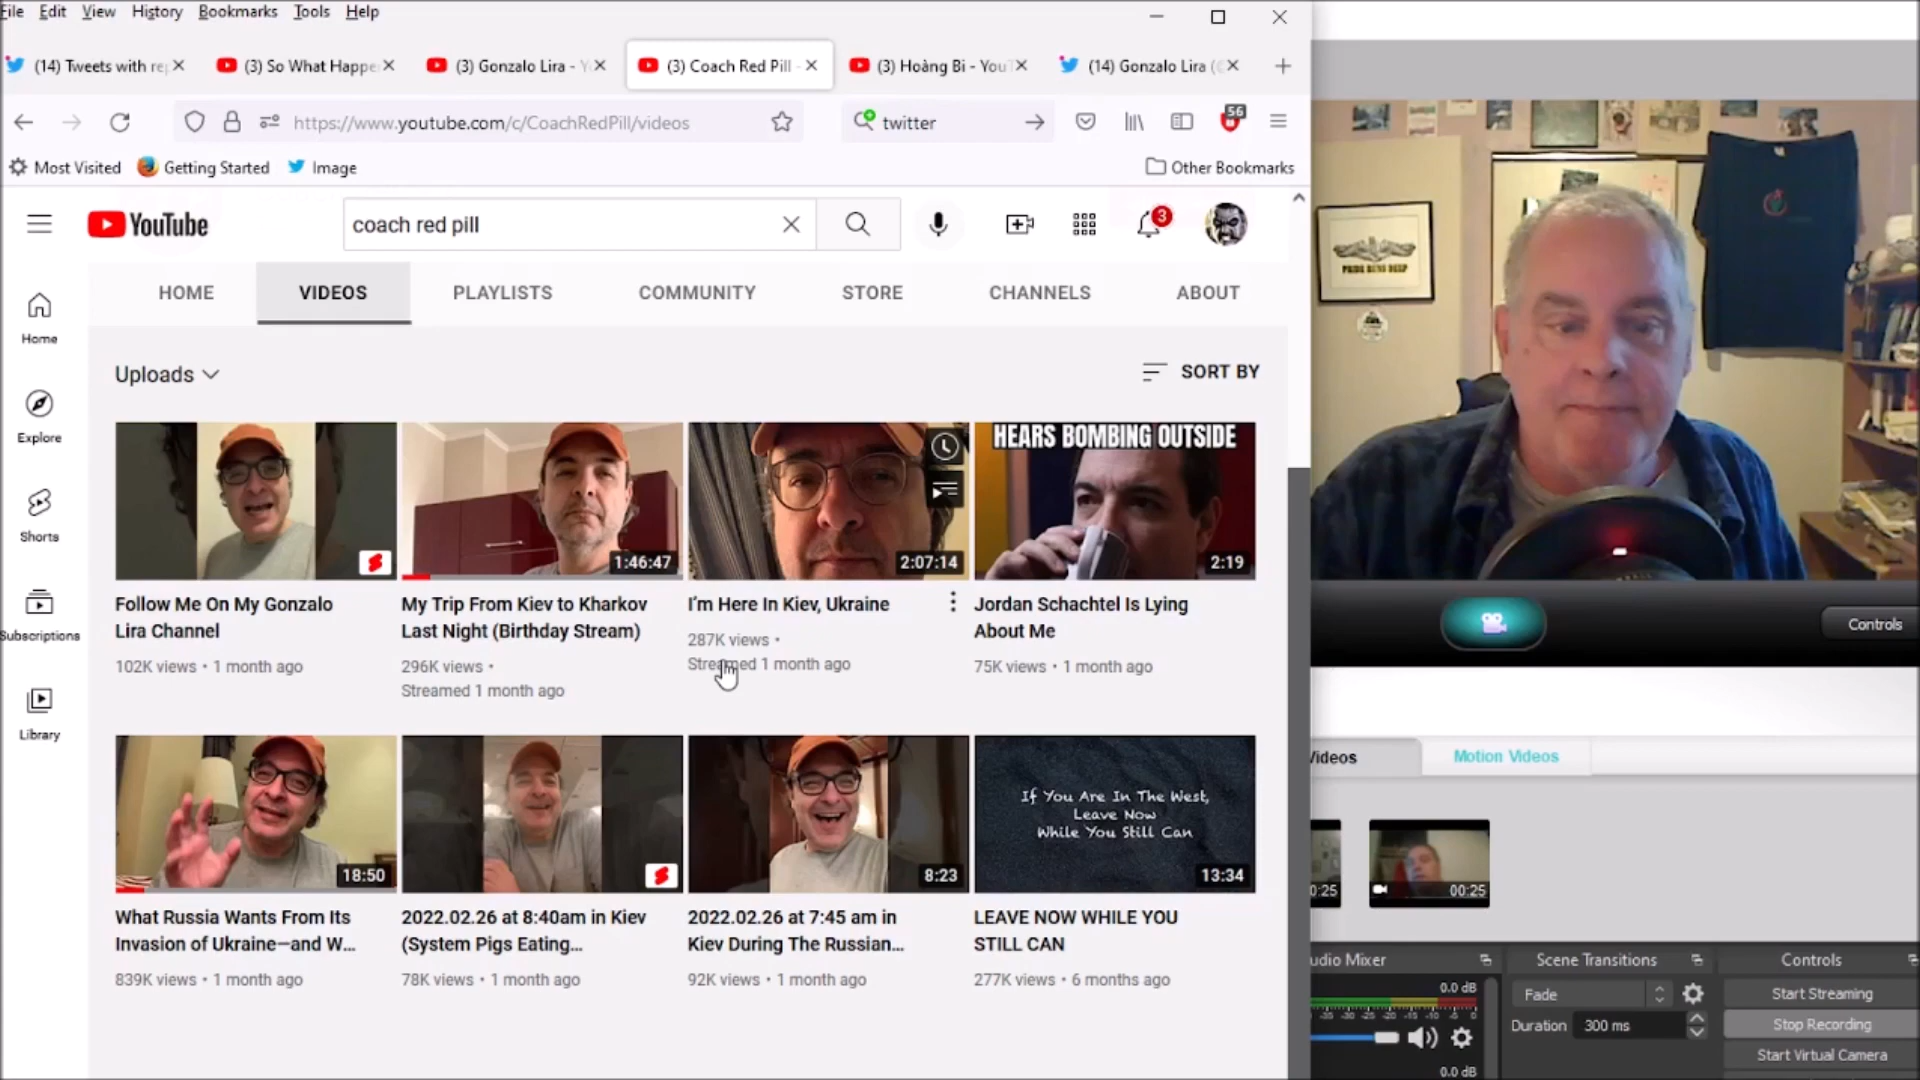 File Edit View History Bookmarks Tools Help
(14) Tweets with re
(3) So What Happe
(3) Gonzalo Lira - Y
(3) Coach Red Pill -
(3) Hoàng Bi - YouT
(14) Gonzalo Lira (
https://www.youtube.com/c/CoachRedPill/videos
twitter
56
Most Visited
Getting Started
Image
Other Bookmarks
YouTube
coach red pill
3
HOME
VIDEOS
PLAYLISTS
COMMUNITY
STORE
CHANNELS
ABOUT
Home
Explore
Shorts
Subscriptions
Library
Uploads
SORT BY
Follow Me On My Gonzalo
Lira Channel
102K views • 1 month ago
1:46:47
My Trip From Kiev to Kharkov
Last Night (Birthday Stream)
296K views •
Streamed 1 month ago
2:07:14
I'm Here In Kiev, Ukraine
287K views •
Streamed 1 month ago
HEARS BOMBING OUTSIDE
2:19
Jordan Schachtel Is Lying
About Me
75K views • 1 month ago
18:50
What Russia Wants From Its
Invasion of Ukraine—and W...
839K views • 1 month ago
2022.02.26 at 8:40am in Kiev
(System Pigs Eating...
78K views • 1 month ago
8:23
2022.02.26 at 7:45 am in
Kiev During The Russian...
92K views • 1 month ago
If You Are In The West,
Leave Now
While You Still Can
13:34
LEAVE NOW WHILE YOU
STILL CAN
277K views • 6 months ago
PRIDE RUNS DEEP
Controls
Videos
Motion Videos
0:25
00:25
udio Mixer
0.0 dB
0.0 dB
Scene Transitions
Fade
Duration 300 ms
Controls
Start Streaming
Stop Recording
Start Virtual Camera